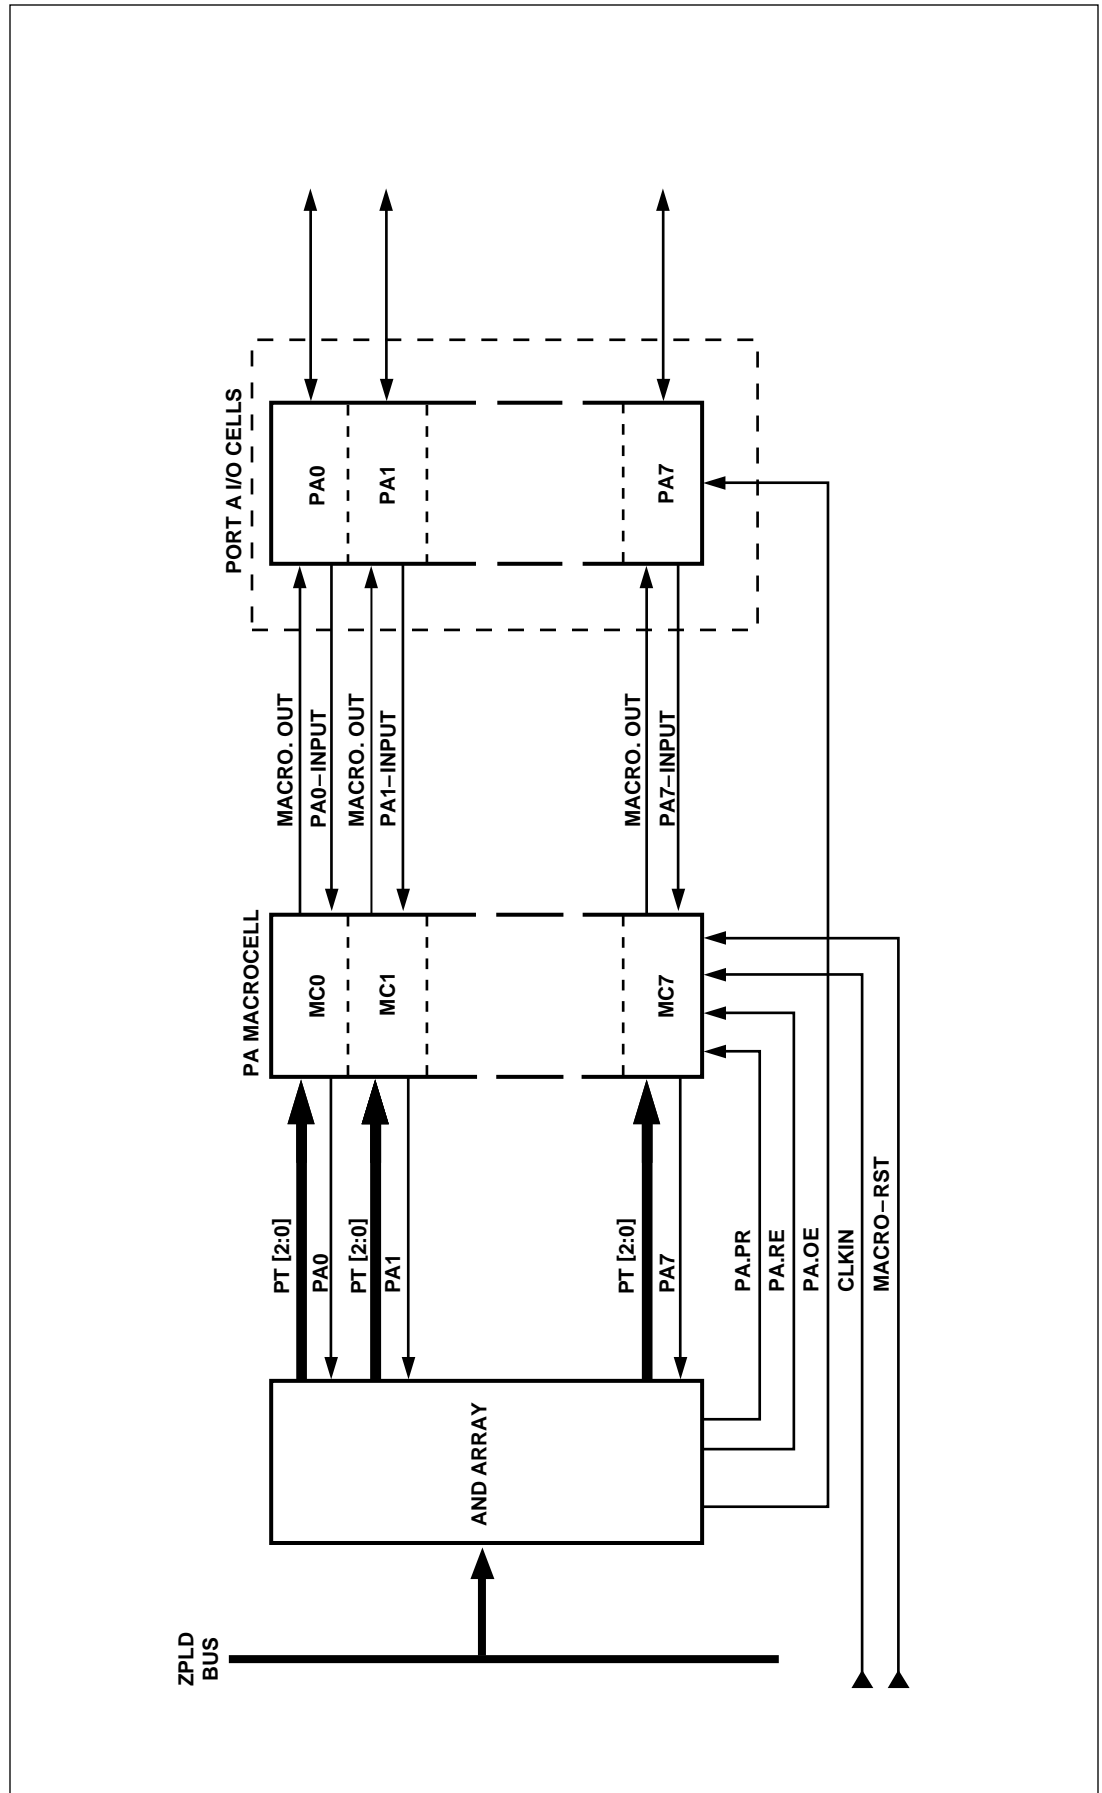 ZPLD
BUS
AND ARRAY
PT [2:0]
PA0
PT [2:0]
PA1
PT [2:0]
PA7
PA.PR
PA.RE
PA.OE
CLKIN
MACRO–RST
PA MACROCELL
MC0
MC1
MC7
MACRO. OUT
PA0–INPUT
MACRO. OUT
PA1–INPUT
MACRO. OUT
PA7–INPUT
PORT A I/O CELLS
PA0
PA1
PA7